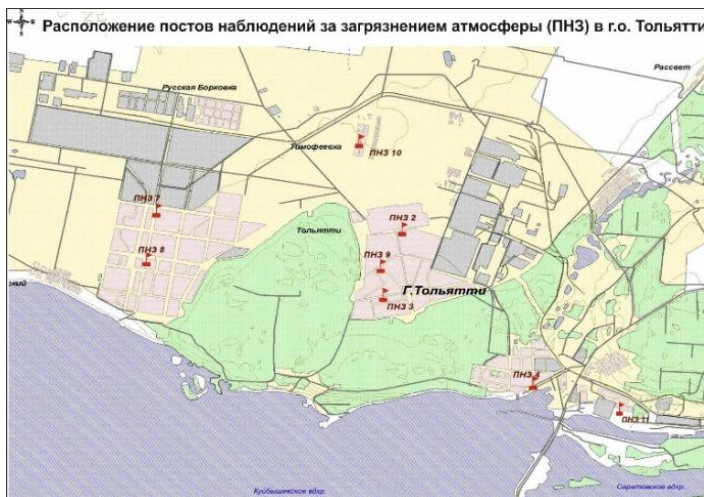 Расположение постов наблюдений за загрязнением атмосферы (ПНЗ) в г.о. Тольятти
Рассвет
Русская Борковка
Тимофеевка
ПНЗ 10
ПНЗ 7
ПНЗ 2
Тольятти
ПНЗ 8
ПНЗ 9
ский
Г.Тольятти
ПНЗ 3
ПНЗ 4
ПНЗ 11
Куйбышевское вдхр.
Саратовское вдхр.